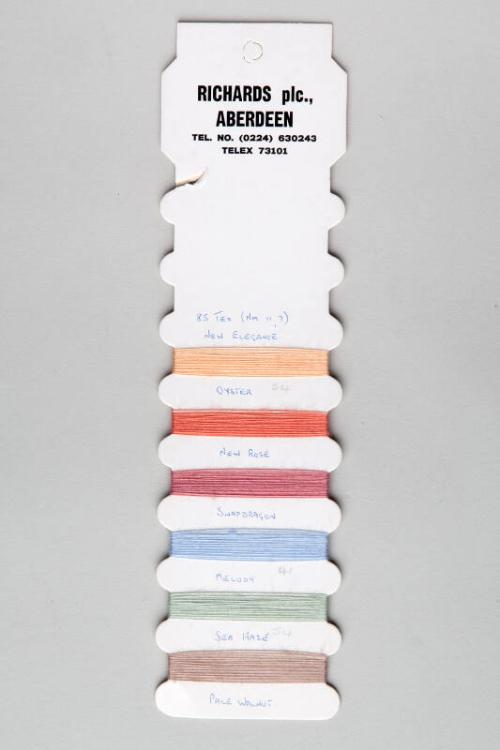 RICHARDS plc.,
ABERDEEN
TEL. NO. (0224) 630243
TELEX 73101
85 Tex (Nm 11,7)
NEW ELEGANCE
OYSTER
NEW ROSE
SNAPDRAGON
MELODY
SEA HAZE
PALE WALNUT